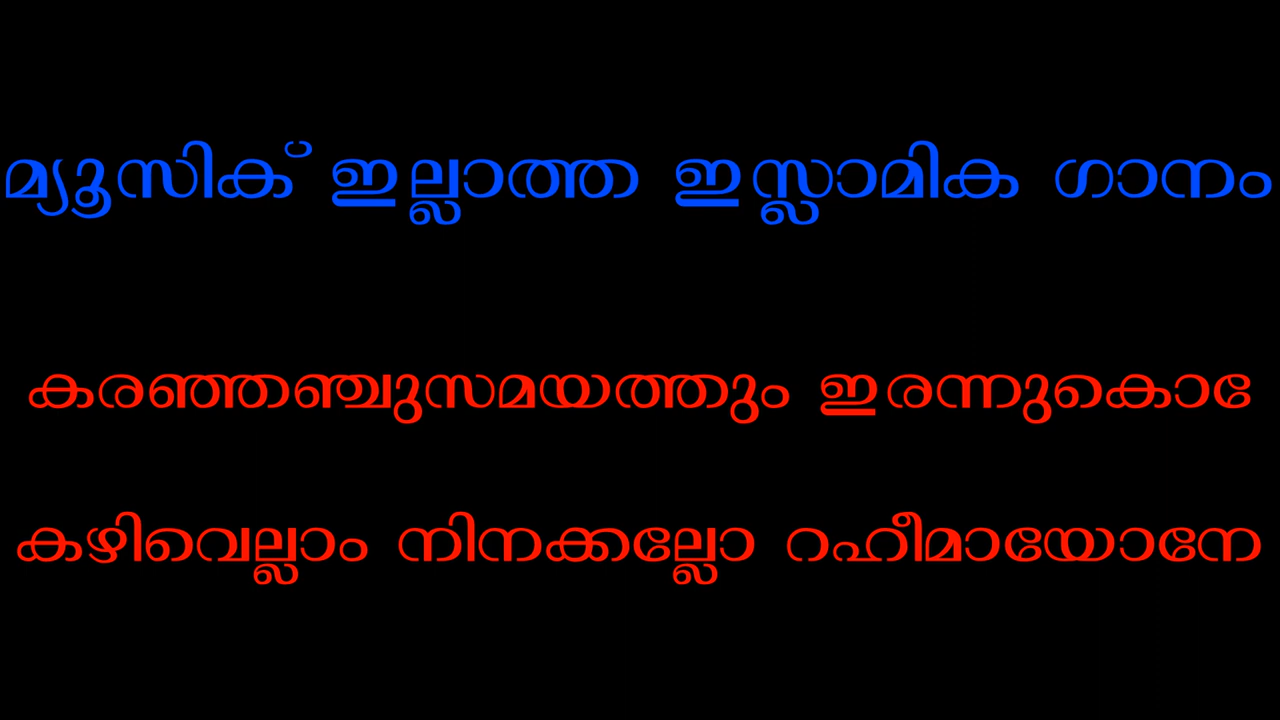 മ്യൂസിക് ഇല്ലാത്ത ഇസ്ലാമിക ഗാനം
കരഞ്ഞഞ്ചുസമയത്തും ഇരന്നുകൊ​േ
കഴിവെല്ലാം നിനക്കല്ലോ റഹീമായോനേ